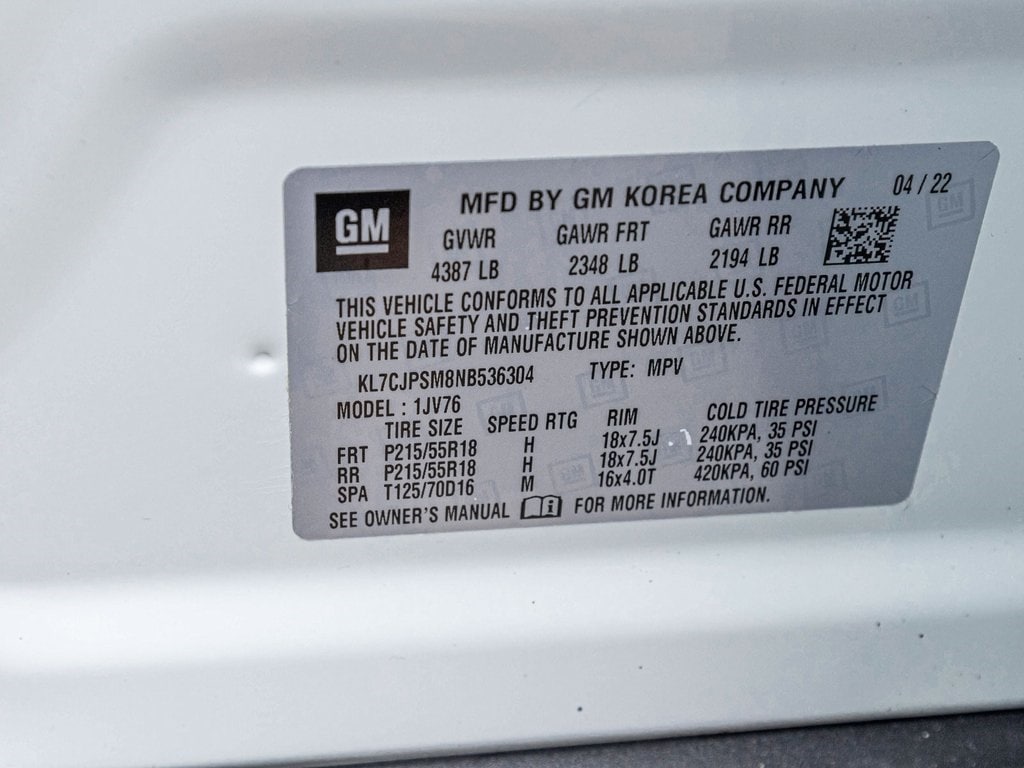 GM
MFD BY GM KOREA COMPANY 04 / 22
GVWR GAWR FRT GAWR RR
4387 LB 2348 LB 2194 LB
THIS VEHICLE CONFORMS TO ALL APPLICABLE U.S. FEDERAL MOTOR
VEHICLE SAFETY AND THEFT PREVENTION STANDARDS IN EFFECT
ON THE DATE OF MANUFACTURE SHOWN ABOVE.
KL7CJPSM8NB536304 TYPE: MPV
MODEL : 1JV76
TIRE SIZE SPEED RTG RIM COLD TIRE PRESSURE
FRT P215/55R18 H 18x7.5J 240KPA, 35 PSI
RR P215/55R18 H 18x7.5J 240KPA, 35 PSI
SPA T125/70D16 M 16x4.0T 420KPA, 60 PSI
SEE OWNER'S MANUAL i FOR MORE INFORMATION.